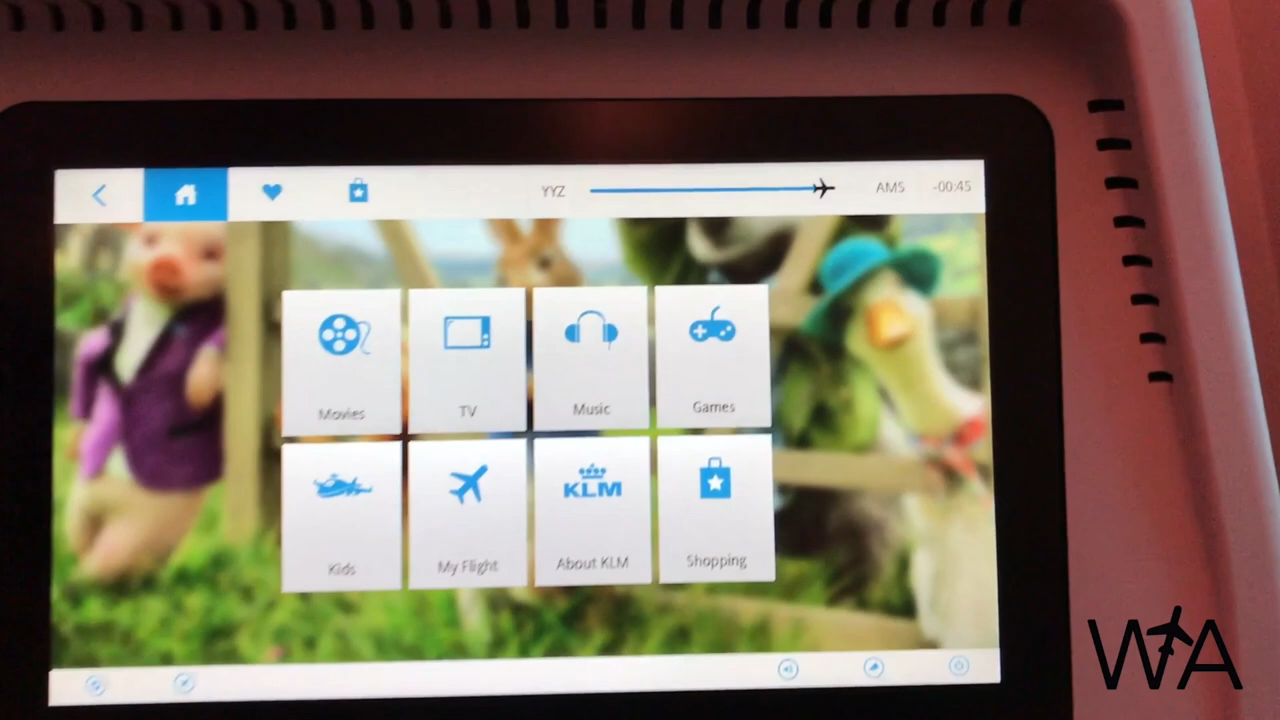 YYZ AMS -00:45
Movies TV Music Games
KLM
Kids My Flight About KLM Shopping
WA